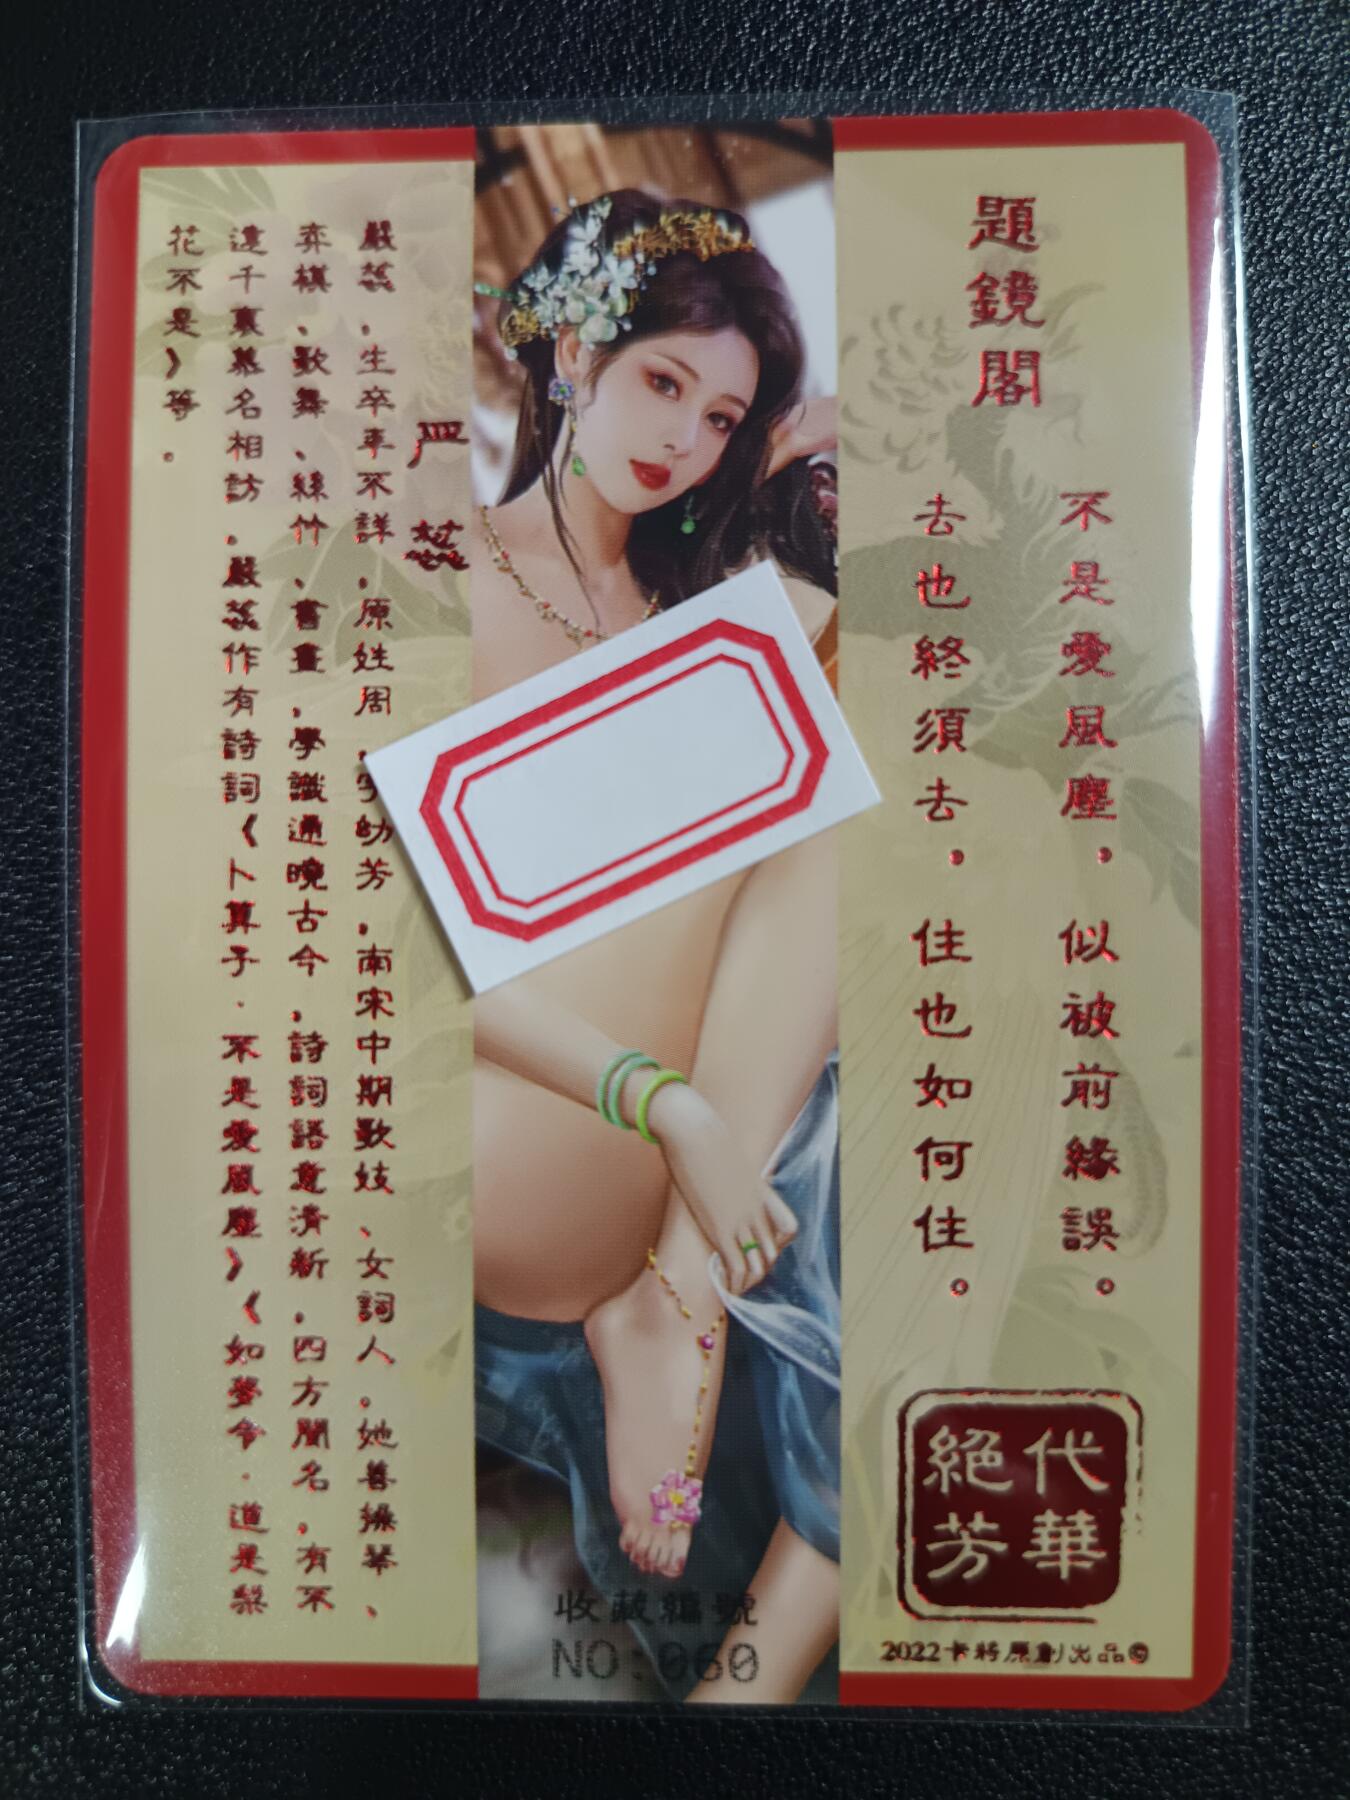 題鏡閣
不是愛風塵，似被前緣誤。
去也終須去，住也如何住。
絕代
芳華
2022卡將原創出品©
严蕊
嚴蕊，生卒年不詳，原姓周，字幼芳，南宋中期歌妓、女詞人。她善操琴、
弈棋、歌舞、絲竹、書畫，學識通曉古今，詩詞語意清新，四方聞名，有不
遠千裏慕名相訪。嚴蕊作有詩詞《卜算子·不是愛風塵》《如夢令·道是梨
花不是》等。
收藏編號
NO:060